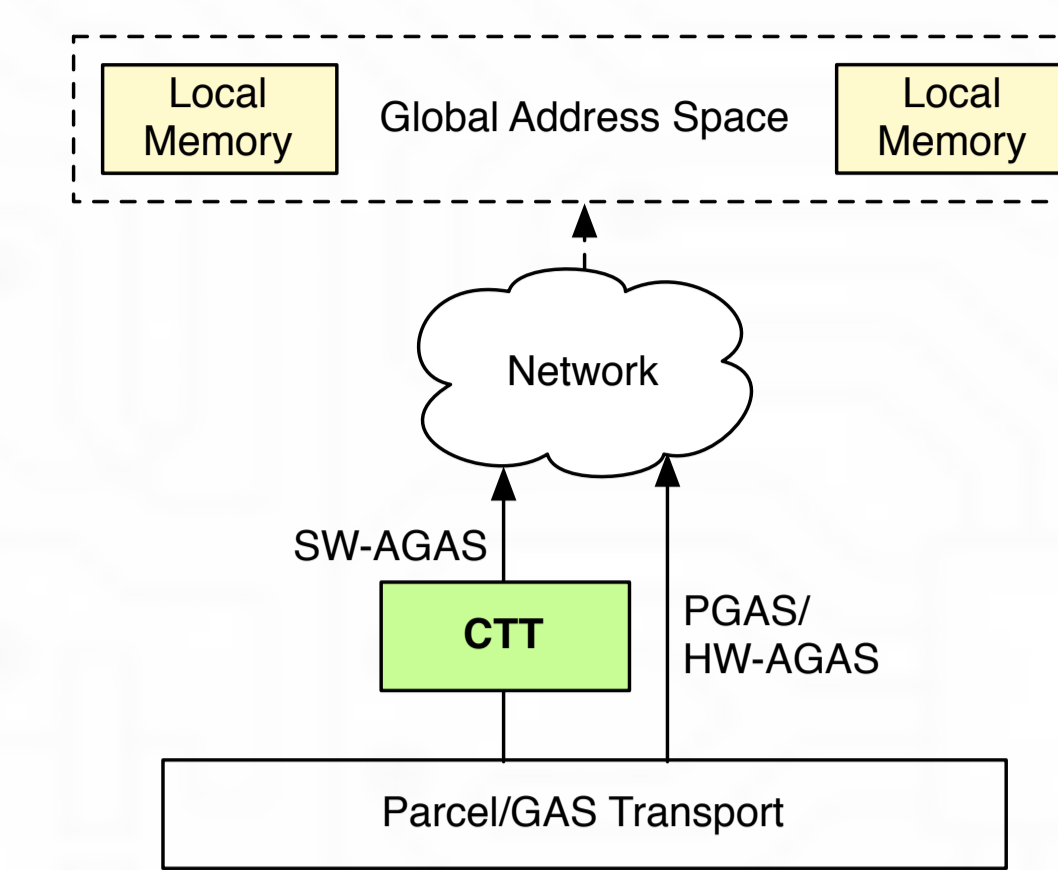 Local
Memory
Global Address Space
Local
Memory
Network
SW-AGAS
CTT
PGAS/
HW-AGAS
Parcel/GAS Transport